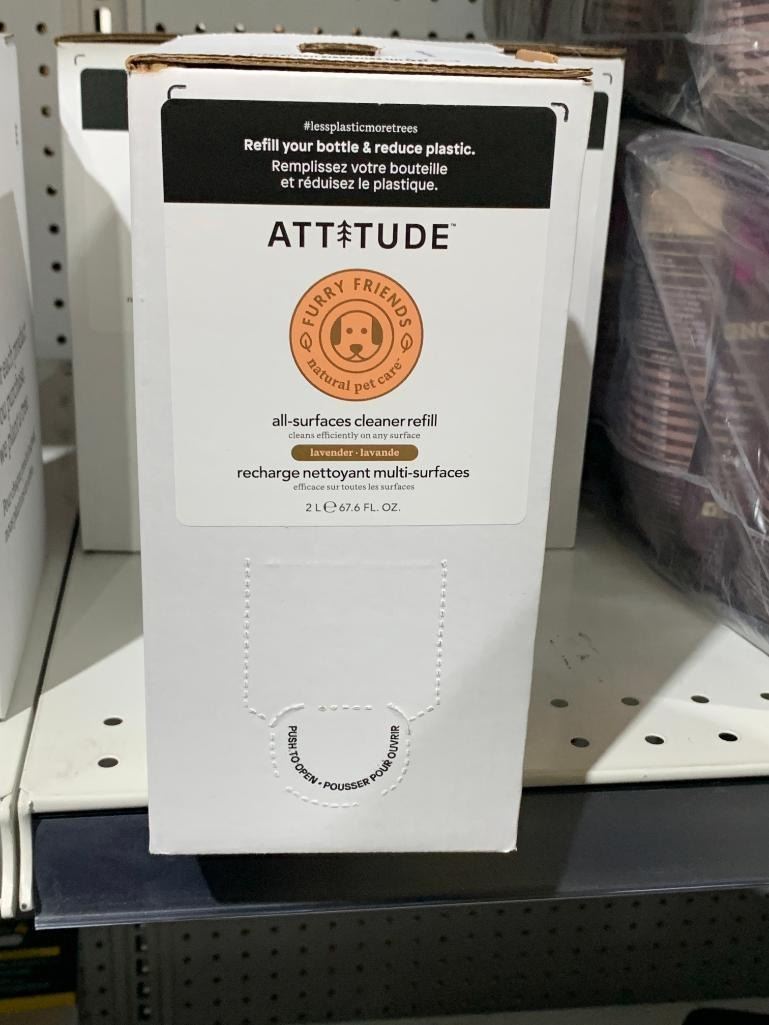 #lessplasticmoretrees
Refill your bottle & reduce plastic.
Remplissez votre bouteille
et réduisez le plastique.
ATTITUDE™
FURRY FRIENDS
natural pet care™
all-surfaces cleaner refill
cleans efficiently on any surface
lavender · lavande
recharge nettoyant multi-surfaces
efficace sur toutes les surfaces
2 L ℮ 67.6 FL. OZ.
PUSH TO OPEN • POUSSER POUR OUVRIR